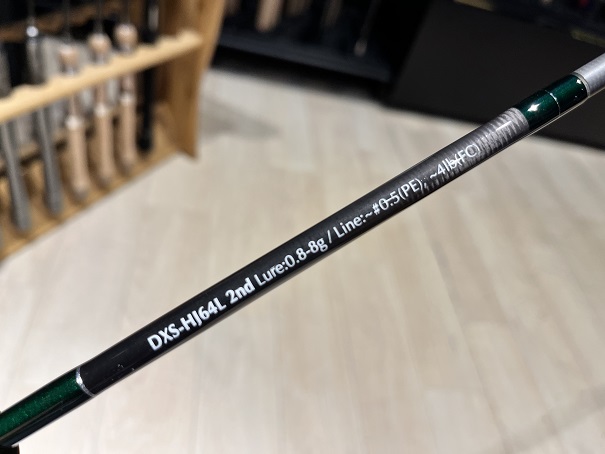 DXS-HJ64L 2nd Lure:0.8-8g / Line:~#0.5(PE), ~4lb(FC)